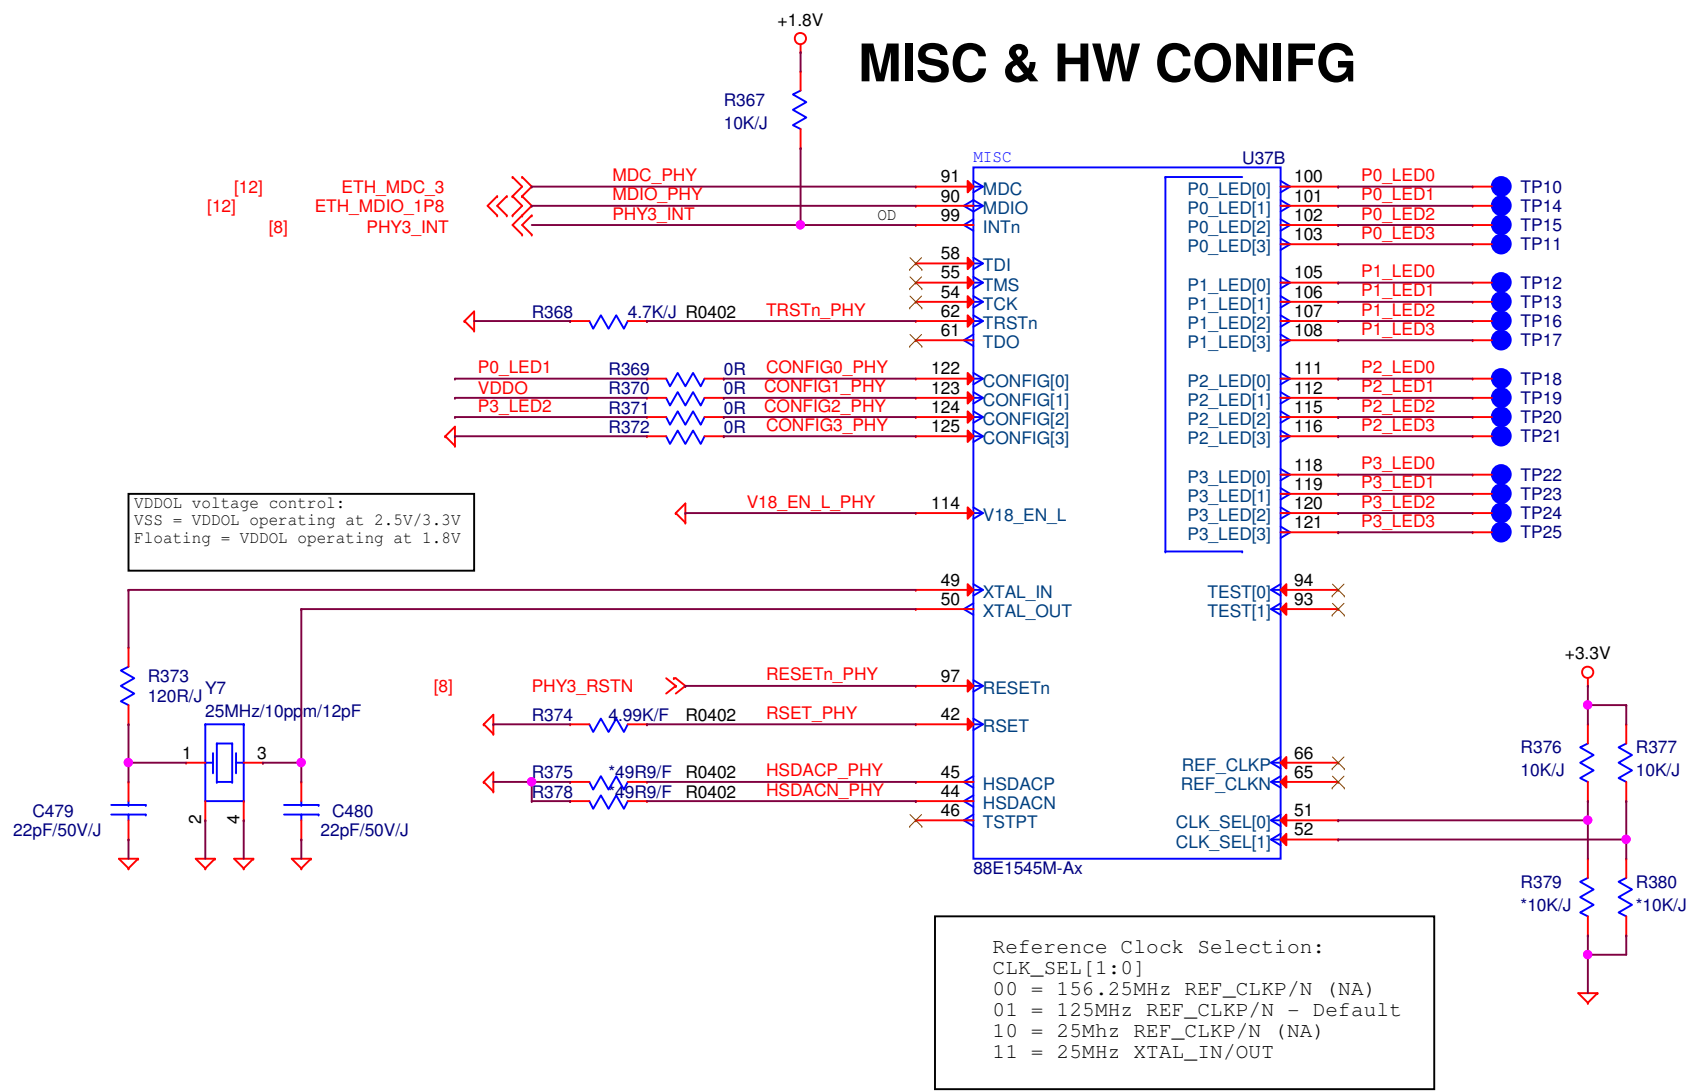 +1.8V
MISC & HW CONIFG
R367
10K/J
MISC
U37B
[12] ETH_MDC_3 MDC_PHY 91 MDC
[12] ETH_MDIO_1P8 MDIO_PHY 90 MDIO
[8] PHY3_INT PHY3_INT OD 99 INTn
58 TDI
55 TMS
54 TCK
R368 4.7K/J R0402 TRSTn_PHY 62 TRSTn
61 TDO
P0_LED1 R369 0R CONFIG0_PHY 122 CONFIG[0]
VDDO R370 0R CONFIG1_PHY 123 CONFIG[1]
P3_LED2 R371 0R CONFIG2_PHY 124 CONFIG[2]
R372 0R CONFIG3_PHY 125 CONFIG[3]
V18_EN_L_PHY 114 V18_EN_L
VDDOL voltage control:
VSS = VDDOL operating at 2.5V/3.3V
Floating = VDDOL operating at 1.8V
49 XTAL_IN
50 XTAL_OUT
R373
120R/J
Y7
25MHz/10ppm/12pF
1
3
2
4
C479
22pF/50V/J
C480
22pF/50V/J
[8] PHY3_RSTN RESETn_PHY 97 RESETn
R374 4.99K/F R0402 RSET_PHY 42 RSET
R375 *49R9/F R0402 HSDACP_PHY 45 HSDACP
R378 *49R9/F R0402 HSDACN_PHY 44 HSDACN
46 TSTPT
P0_LED[0] 100 P0_LED0 TP10
P0_LED[1] 101 P0_LED1 TP14
P0_LED[2] 102 P0_LED2 TP15
P0_LED[3] 103 P0_LED3 TP11
P1_LED[0] 105 P1_LED0 TP12
P1_LED[1] 106 P1_LED1 TP13
P1_LED[2] 107 P1_LED2 TP16
P1_LED[3] 108 P1_LED3 TP17
P2_LED[0] 111 P2_LED0 TP18
P2_LED[1] 112 P2_LED1 TP19
P2_LED[2] 115 P2_LED2 TP20
P2_LED[3] 116 P2_LED3 TP21
P3_LED[0] 118 P3_LED0 TP22
P3_LED[1] 119 P3_LED1 TP23
P3_LED[2] 120 P3_LED2 TP24
P3_LED[3] 121 P3_LED3 TP25
TEST[0] 94
TEST[1] 93
REF_CLKP 66
REF_CLKN 65
CLK_SEL[0] 51
CLK_SEL[1] 52
88E1545M-Ax
+3.3V
R376
10K/J
R377
10K/J
R379
*10K/J
R380
*10K/J
Reference Clock Selection:
CLK_SEL[1:0]
00 = 156.25MHz REF_CLKP/N (NA)
01 = 125MHz REF_CLKP/N - Default
10 = 25Mhz REF_CLKP/N (NA)
11 = 25MHz XTAL_IN/OUT